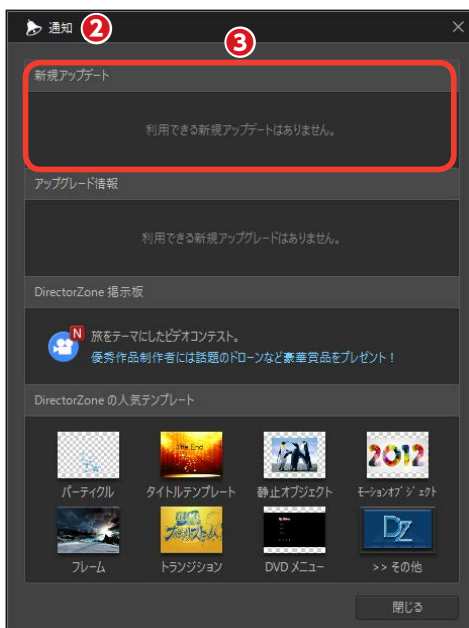 通知 2
3
新規アップデート
利用できる新規アップデートはありません。
アップグレード情報
利用できる新規アップグレードはありません。
DirectorZone 掲示板
N 旅をテーマにしたビデオコンテスト。
優秀作品制作者には話題のドローンなど豪華賞品をプレゼント！
DirectorZone の人気テンプレート
The End
2012
パーティクル タイトルテンプレート 静止オブジェクト モーションオブジェクト
DZ
フレーム トランジション DVD メニュー >> その他
閉じる